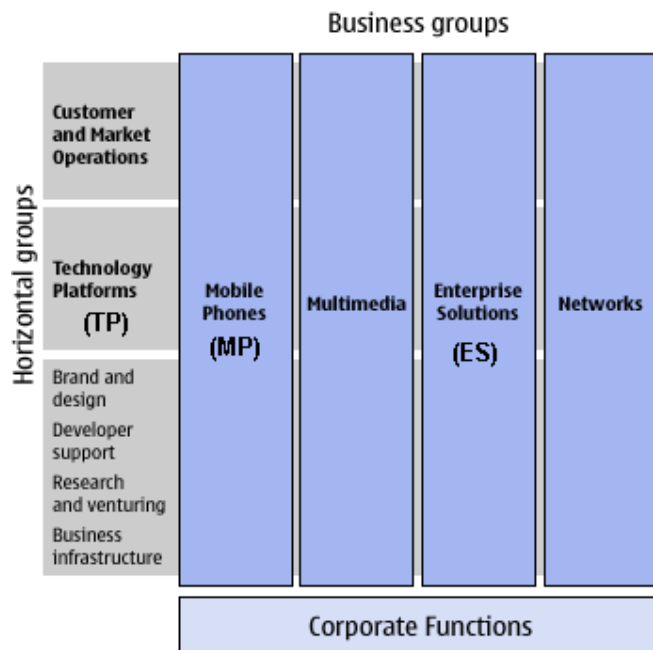 Business groups
Horizontal groups
Customer
and Market
Operations
Technology
Platforms
(TP)
Brand and
design
Developer
support
Research
and venturing
Business
infrastructure
Mobile
Phones
(MP)
Multimedia
Enterprise
Solutions
(ES)
Networks
Corporate Functions